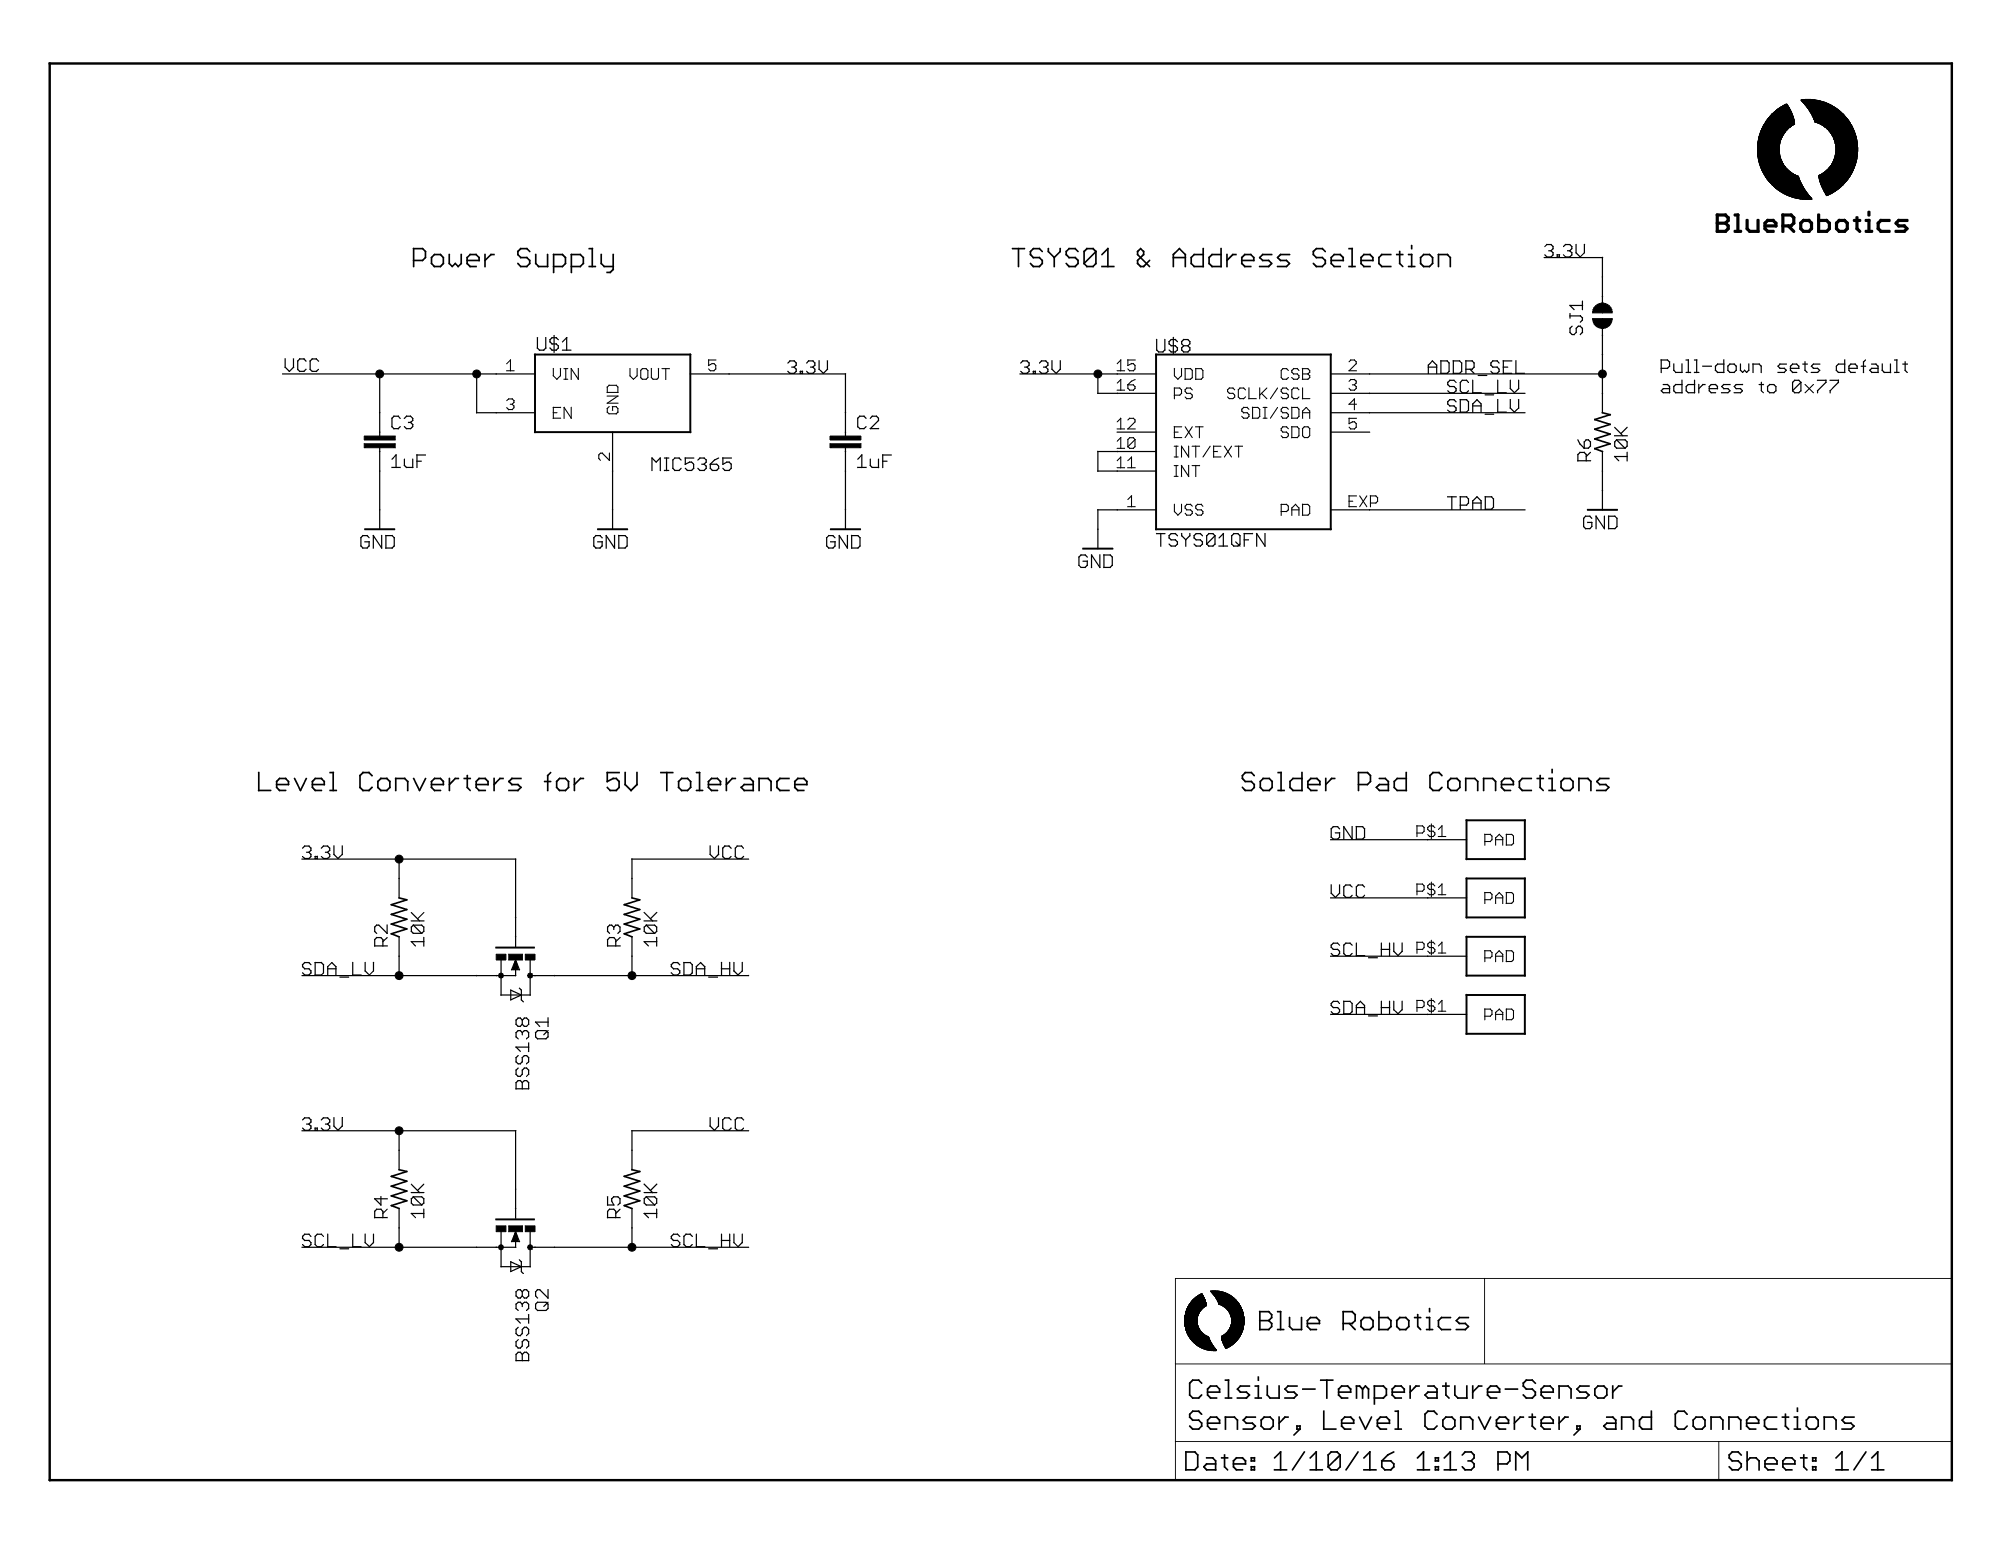 BlueRobotics
Power Supply
U$1
VCC
1
VIN
VOUT
5
3.3V
3
EN
GND
2
MIC5365
C3
1uF
C2
1uF
GND
GND
GND
TSYS01 & Address Selection
3.3V
SJ1
U$8
3.3V
15
VDD
CSB
2
ADDR_SEL
16
PS
SCLK/SCL
3
SCL_LV
SDI/SDA
4
SDA_LV
12
EXT
SDO
5
10
INT/EXT
11
INT
1
VSS
PAD
EXP
TPAD
TSYS01QFN
GND
R6
10K
GND
Pull-down sets default
address to 0x77
Level Converters for 5V Tolerance
3.3V
VCC
R2
10K
R3
10K
SDA_LV
SDA_HV
BSS138
Q1
3.3V
VCC
R4
10K
R5
10K
SCL_LV
SCL_HV
BSS138
Q2
Solder Pad Connections
GND P$1 PAD
VCC P$1 PAD
SCL_HV P$1 PAD
SDA_HV P$1 PAD
Blue Robotics
Celsius-Temperature-Sensor
Sensor, Level Converter, and Connections
Date: 1/10/16 1:13 PM
Sheet: 1/1